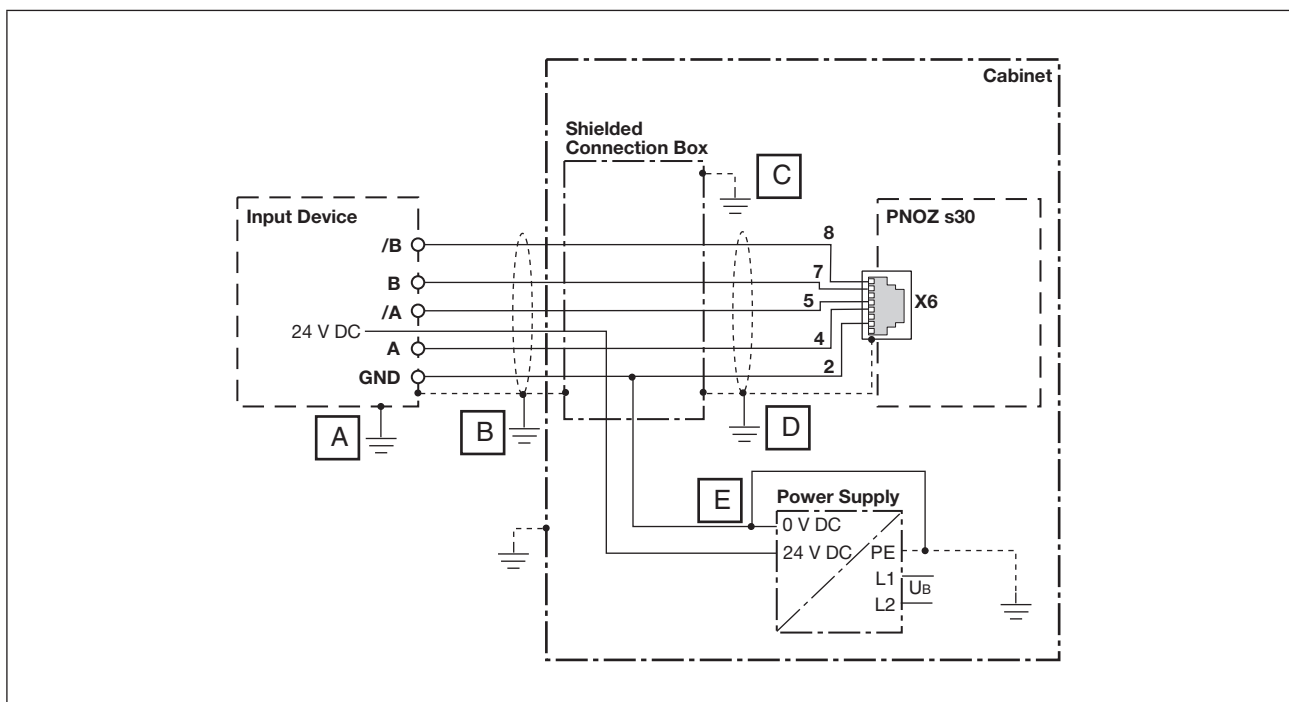 Cabinet
Shielded
Connection Box
C
Input Device
PNOZ s30
/B
8
B
7
/A
5
X6
24 V DC
A
4
GND
2
A
B
D
E
Power Supply
0 V DC
24 V DC
PE
L1
UB
L2